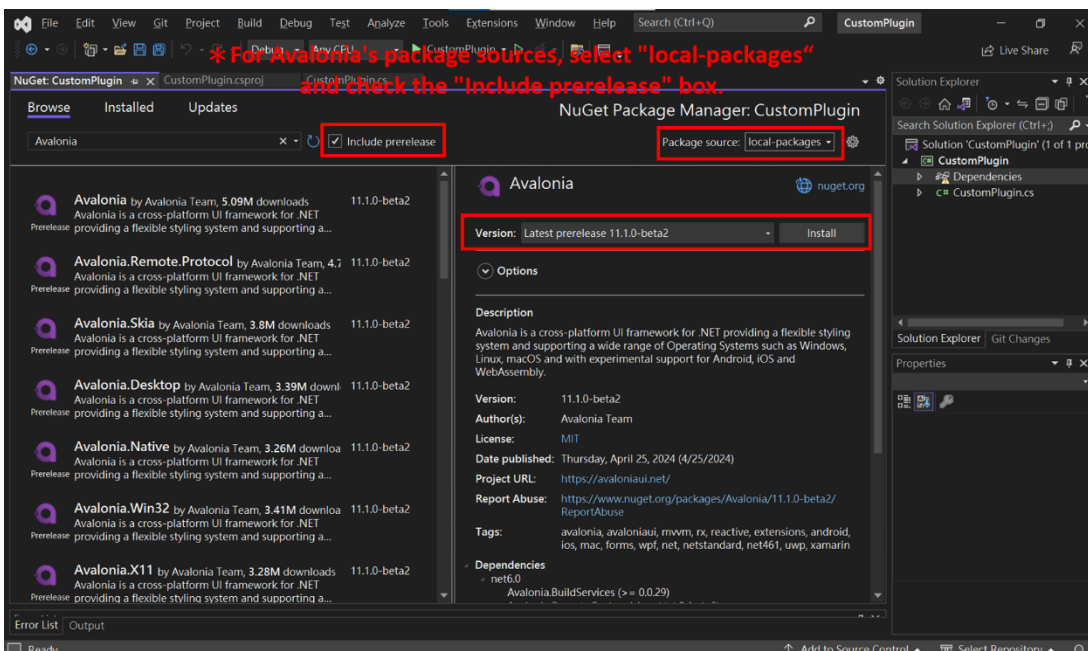 File Edit View Git Project Build Debug Test Analyze Tools Extensions Window Help Search (Ctrl+Q) CustomPlugin
Debug Any CPU CustomPlugin Live Share
＊For Avalonia's package sources, select "local-packages“
and check the "Include prerelease" box.
NuGet: CustomPlugin CustomPlugin.csproj CustomPlugin.cs
Browse Installed Updates
NuGet Package Manager: CustomPlugin
Avalonia
Include prerelease
Package source: local-packages
Avalonia by Avalonia Team, 5.09M downloads 11.1.0-beta2
Avalonia is a cross-platform UI framework for .NET
Prerelease providing a flexible styling system and supporting a...
Avalonia.Remote.Protocol by Avalonia Team, 4.7 11.1.0-beta2
Avalonia is a cross-platform UI framework for .NET
Prerelease providing a flexible styling system and supporting a...
Avalonia.Skia by Avalonia Team, 3.8M downloads 11.1.0-beta2
Avalonia is a cross-platform UI framework for .NET
Prerelease providing a flexible styling system and supporting a...
Avalonia.Desktop by Avalonia Team, 3.39M downl 11.1.0-beta2
Avalonia is a cross-platform UI framework for .NET
Prerelease providing a flexible styling system and supporting a...
Avalonia.Native by Avalonia Team, 3.26M downloa 11.1.0-beta2
Avalonia is a cross-platform UI framework for .NET
Prerelease providing a flexible styling system and supporting a...
Avalonia.Win32 by Avalonia Team, 3.41M downloa 11.1.0-beta2
Avalonia is a cross-platform UI framework for .NET
Prerelease providing a flexible styling system and supporting a...
Avalonia.X11 by Avalonia Team, 3.28M downloads 11.1.0-beta2
Avalonia is a cross-platform UI framework for .NET
Prerelease providing a flexible styling system and supporting a...
Avalonia
nuget.org
Version: Latest prerelease 11.1.0-beta2 Install
Options
Description
Avalonia is a cross-platform UI framework for .NET providing a flexible styling
system and supporting a wide range of Operating Systems such as Windows,
Linux, macOS and with experimental support for Android, iOS and
WebAssembly.
Version: 11.1.0-beta2
Author(s): Avalonia Team
License: MIT
Date published: Thursday, April 25, 2024 (4/25/2024)
Project URL: https://avaloniaui.net/
Report Abuse: https://www.nuget.org/packages/Avalonia/11.1.0-beta2/
ReportAbuse
Tags: avalonia, avaloniaui, mvvm, rx, reactive, extensions, android,
ios, mac, forms, wpf, net, netstandard, net461, uwp, xamarin
Dependencies
net6.0
Avalonia.BuildServices (>= 0.0.29)
Solution Explorer
Search Solution Explorer (Ctrl+;)
Solution 'CustomPlugin' (1 of 1 pro
CustomPlugin
Dependencies
C# CustomPlugin.cs
Solution Explorer Git Changes
Properties
Error List Output
Ready Add to Source Control Select Repository